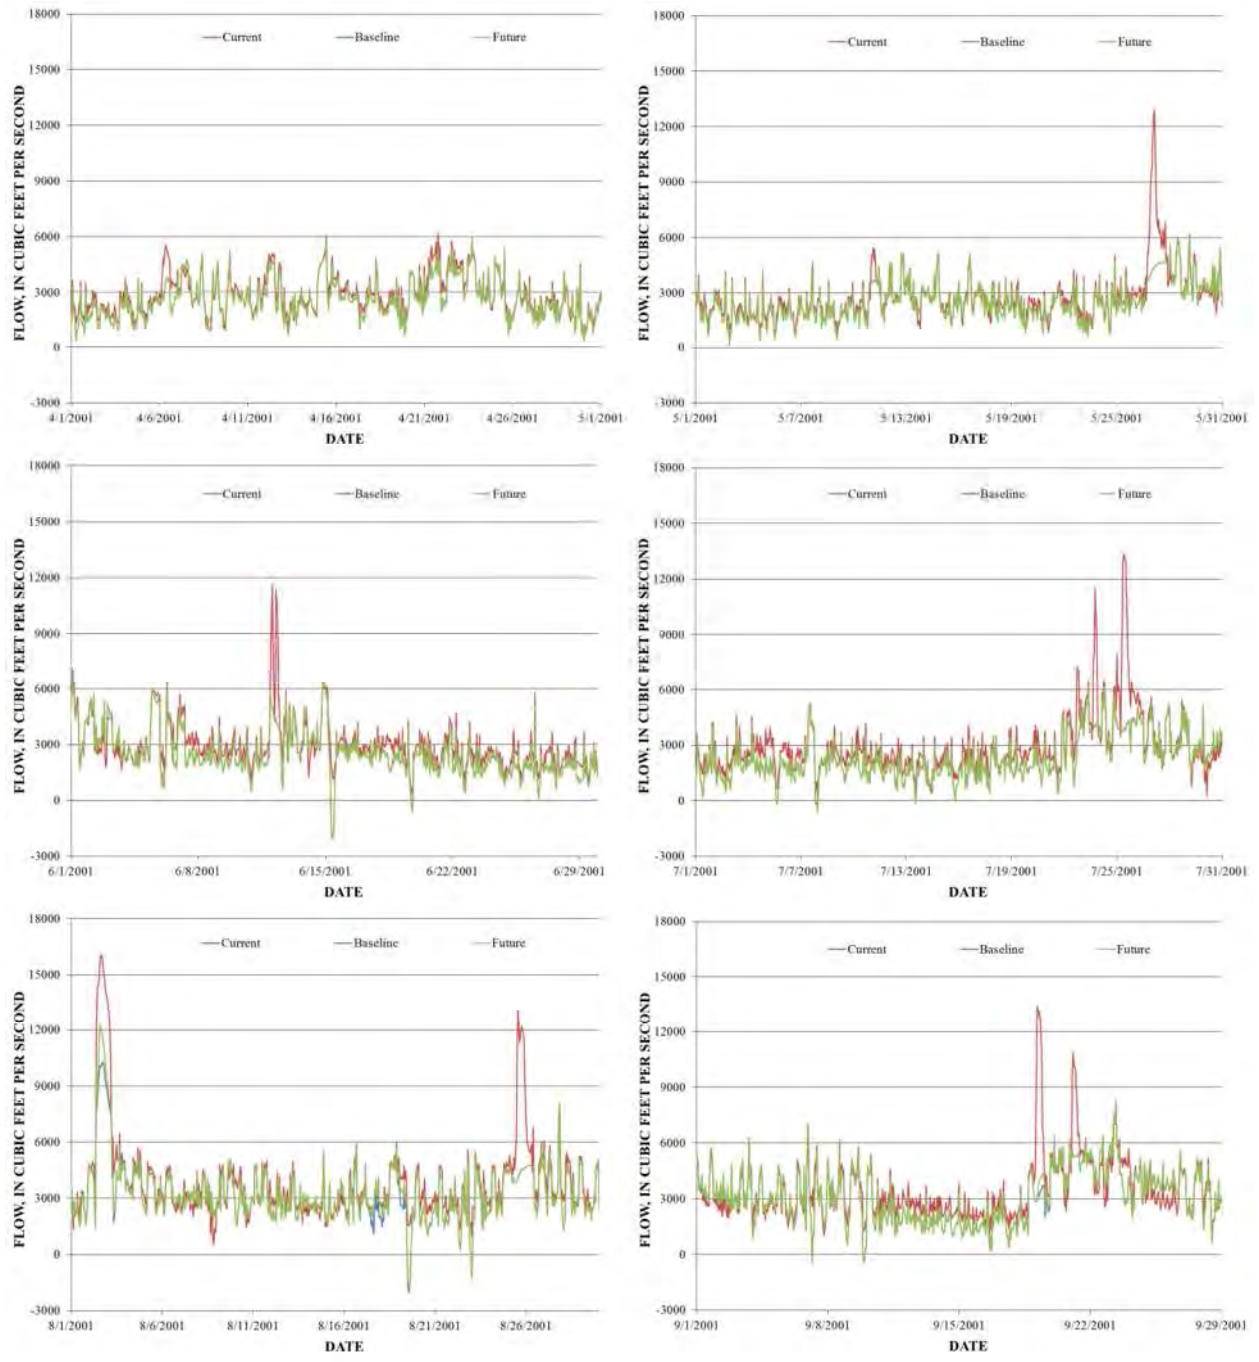 18000
Current Baseline Future
15000
12000
9000
6000
3000
0
-3000
FLOW, IN CUBIC FEET PER SECOND
4/1/2001 4/6/2001 4/11/2001 4/16/2001 4/21/2001 4/26/2001 5/1/2001
DATE
18000
Current Baseline Future
15000
12000
9000
6000
3000
0
-3000
FLOW, IN CUBIC FEET PER SECOND
5/1/2001 5/7/2001 5/13/2001 5/19/2001 5/25/2001 5/31/2001
DATE
18000
Current Baseline Future
15000
12000
9000
6000
3000
0
-3000
FLOW, IN CUBIC FEET PER SECOND
6/1/2001 6/8/2001 6/15/2001 6/22/2001 6/29/2001
DATE
18000
Current Baseline Future
15000
12000
9000
6000
3000
0
-3000
FLOW, IN CUBIC FEET PER SECOND
7/1/2001 7/7/2001 7/13/2001 7/19/2001 7/25/2001 7/31/2001
DATE
18000
Current Baseline Future
15000
12000
9000
6000
3000
0
-3000
FLOW, IN CUBIC FEET PER SECOND
8/1/2001 8/6/2001 8/11/2001 8/16/2001 8/21/2001 8/26/2001
DATE
18000
Current Baseline Future
15000
12000
9000
6000
3000
0
-3000
FLOW, IN CUBIC FEET PER SECOND
9/1/2001 9/8/2001 9/15/2001 9/22/2001 9/29/2001
DATE